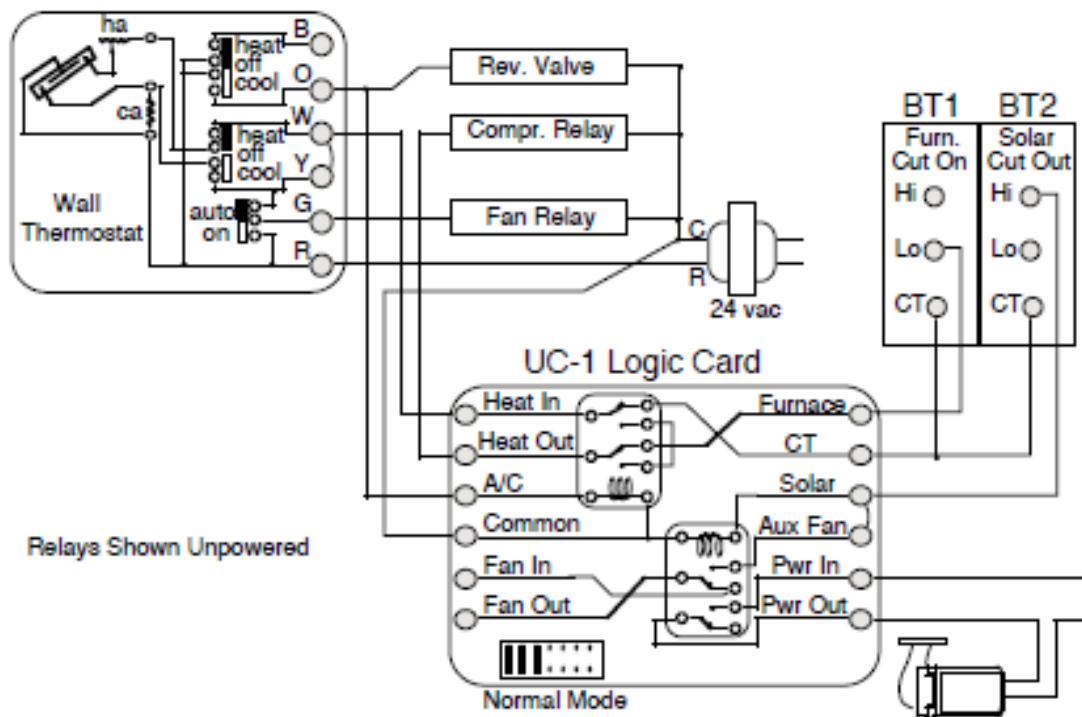 ha
ca
Wall
Thermostat
heat
off
cool
heat
off
cool
auto
on
B
O
W
Y
G
R
Rev. Valve
Compr. Relay
Fan Relay
C
R
24 vac
BT1
Furn.
Cut On
Hi
Lo
CT
BT2
Solar
Cut Out
Hi
Lo
CT
UC-1 Logic Card
Heat In
Heat Out
A/C
Common
Fan In
Fan Out
Furnace
CT
Solar
Aux Fan
Pwr In
Pwr Out
Normal Mode
Relays Shown Unpowered